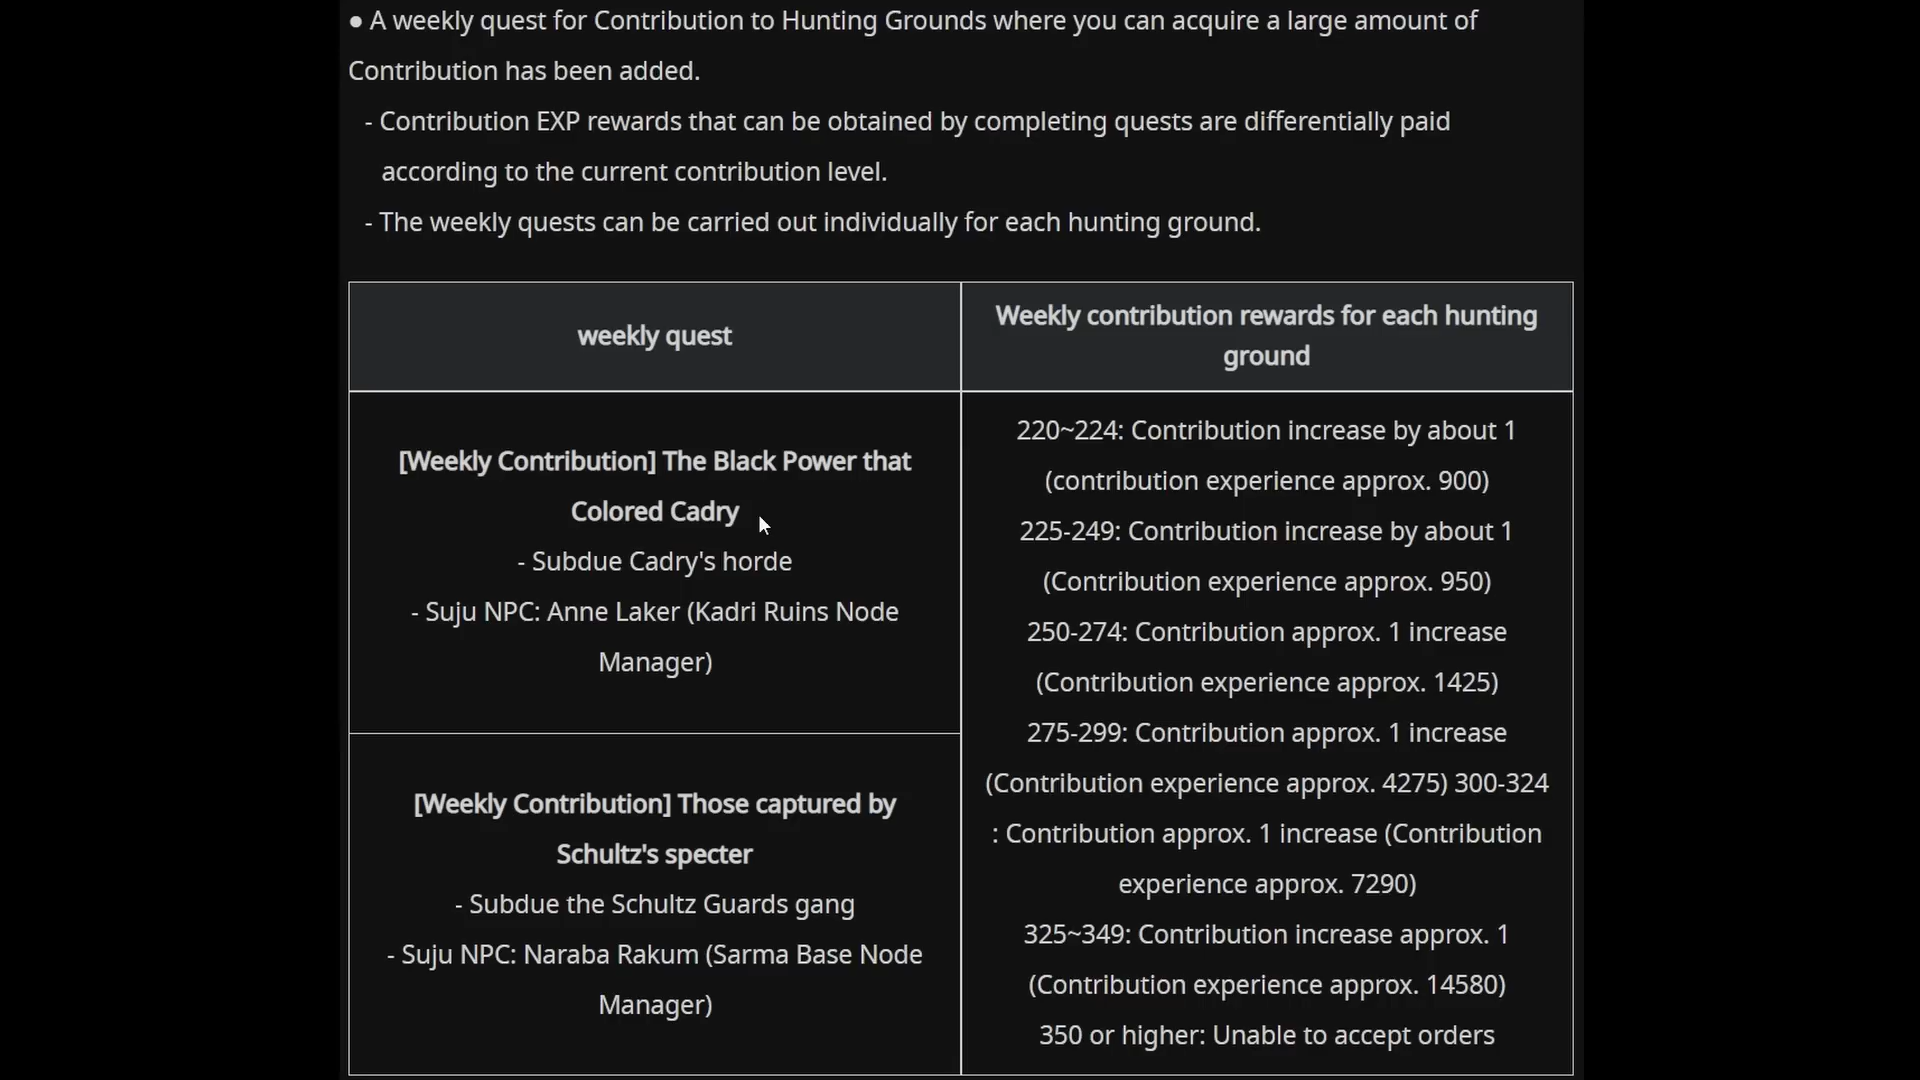 ● A weekly quest for Contribution to Hunting Grounds where you can acquire a large amount of
Contribution has been added.
- Contribution EXP rewards that can be obtained by completing quests are differentially paid
according to the current contribution level.
- The weekly quests can be carried out individually for each hunting ground.
weekly quest
Weekly contribution rewards for each hunting
ground
[Weekly Contribution] The Black Power that
Colored Cadry
- Subdue Cadry's horde
- Suju NPC: Anne Laker (Kadri Ruins Node
Manager)
[Weekly Contribution] Those captured by
Schultz's specter
- Subdue the Schultz Guards gang
- Suju NPC: Naraba Rakum (Sarma Base Node
Manager)
220~224: Contribution increase by about 1
(contribution experience approx. 900)
225-249: Contribution increase by about 1
(Contribution experience approx. 950)
250-274: Contribution approx. 1 increase
(Contribution experience approx. 1425)
275-299: Contribution approx. 1 increase
(Contribution experience approx. 4275) 300-324
: Contribution approx. 1 increase (Contribution
experience approx. 7290)
325~349: Contribution increase approx. 1
(Contribution experience approx. 14580)
350 or higher: Unable to accept orders